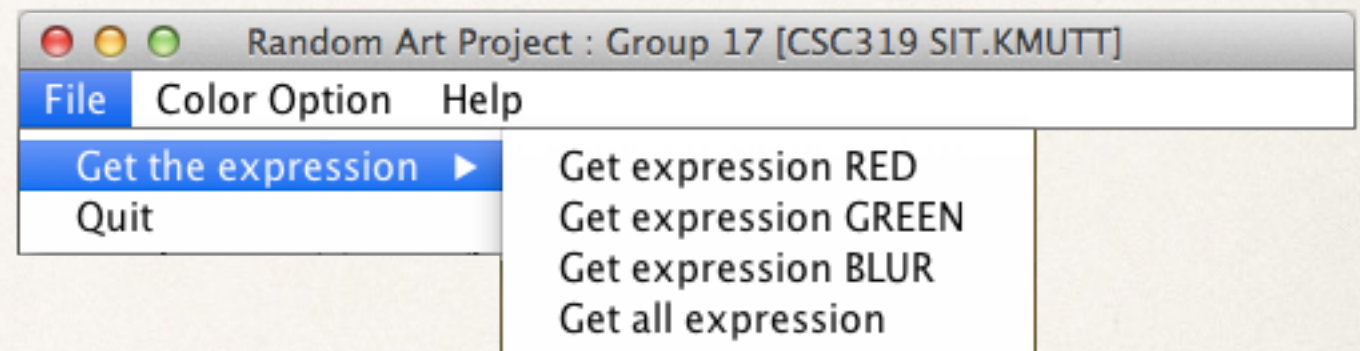 Random Art Project : Group 17 [CSC319 SIT.KMUTT]
File Color Option Help
Get the expression
Quit
Get expression RED
Get expression GREEN
Get expression BLUR
Get all expression